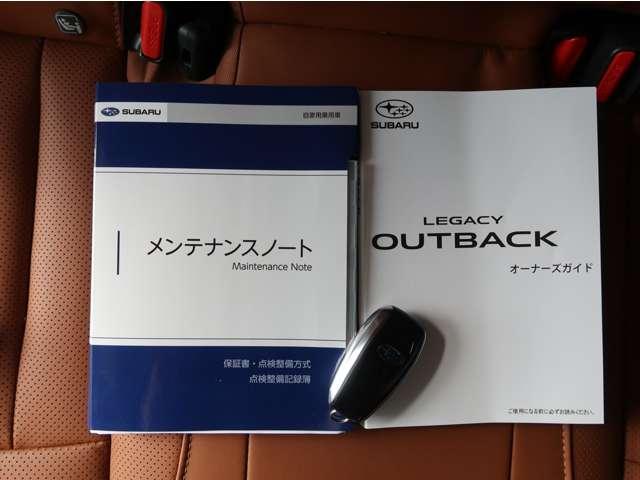 SUBARU
自家用乗用車
メンテナンスノート
Maintenance Note
保証書・点検整備方式
点検整備記録簿
SUBARU
LEGACY
OUTBACK
オーナーズガイド
ご使用になる前に必ずお読みください。